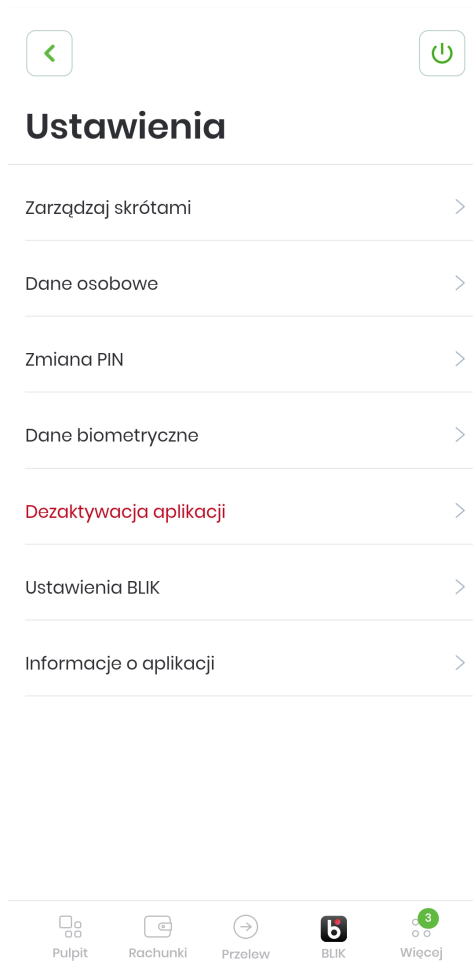 Ustawienia
Zarządzaj skrótami
Dane osobowe
Zmiana PIN
Dane biometryczne
Dezaktywacja aplikacji
Ustawienia BLIK
Informacje o aplikacji
3
Pulpit
Rachunki
Przelew
BLIK
Więcej